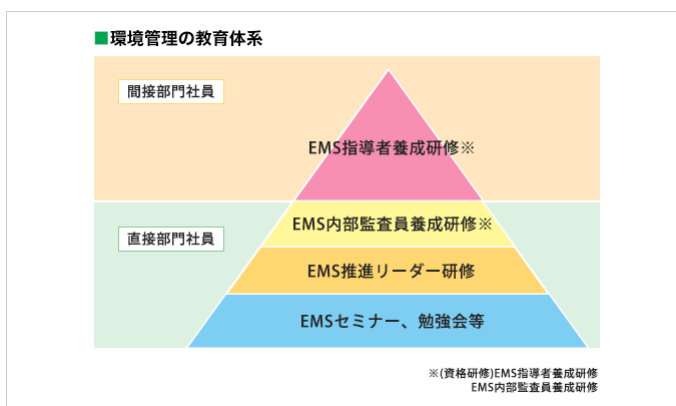 ■環境管理の教育体系
間接部門社員
EMS指導者養成研修※
EMS内部監査員養成研修※
直接部門社員
EMS推進リーダー研修
EMSセミナー、勉強会等
※(資格研修)EMS指導者養成研修
EMS内部監査員養成研修